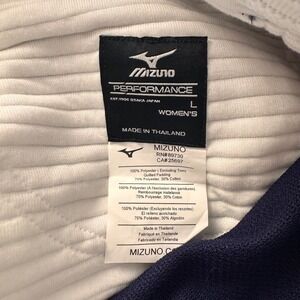 MIZUNO
PERFORMANCE
EST 1906 OSAKA JAPAN
L
WOMEN'S
MADE IN THAILAND
MIZUNO
RN#89730
CA#25697
100% Polyester | Excluding Trims
Quilted Padding
70% Polyester, 30% Cotton
100% Polyester (A l'exclusion des garnitures)
Rembourrage matelassé
70% Polyester, 30% Coton
100% Poliéster (Excluyendo los recortes)
El relleno acolchado
70% Poliéster, 30% Algodón
Made in Thailand
Fabriqué en Thailande
Fabricado en Tailandia
MIZUNO.C